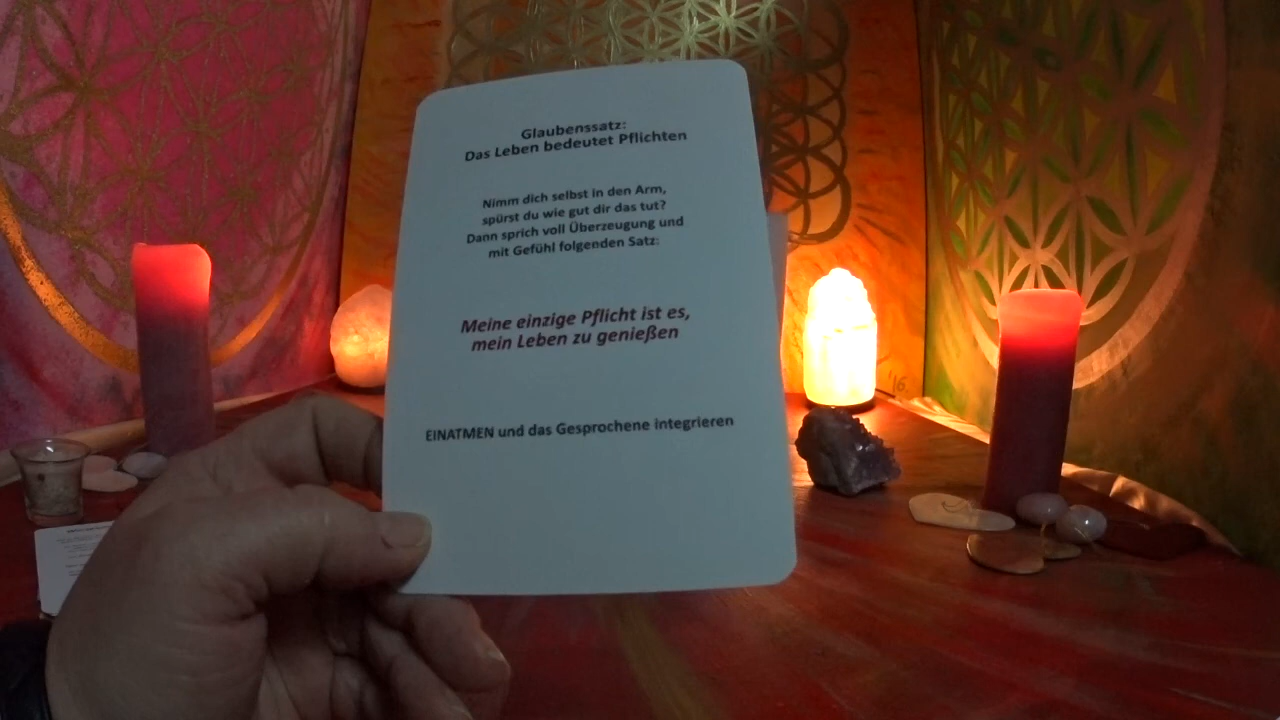 Glaubenssatz:
Das Leben bedeutet Pflichten
Nimm dich selbst in den Arm,
spürst du wie gut dir das tut?
Dann sprich voll Überzeugung und
mit Gefühl folgenden Satz:
Meine einzige Pflicht ist es,
mein Leben zu genießen
EINATMEN und das Gesprochene integrieren
'16